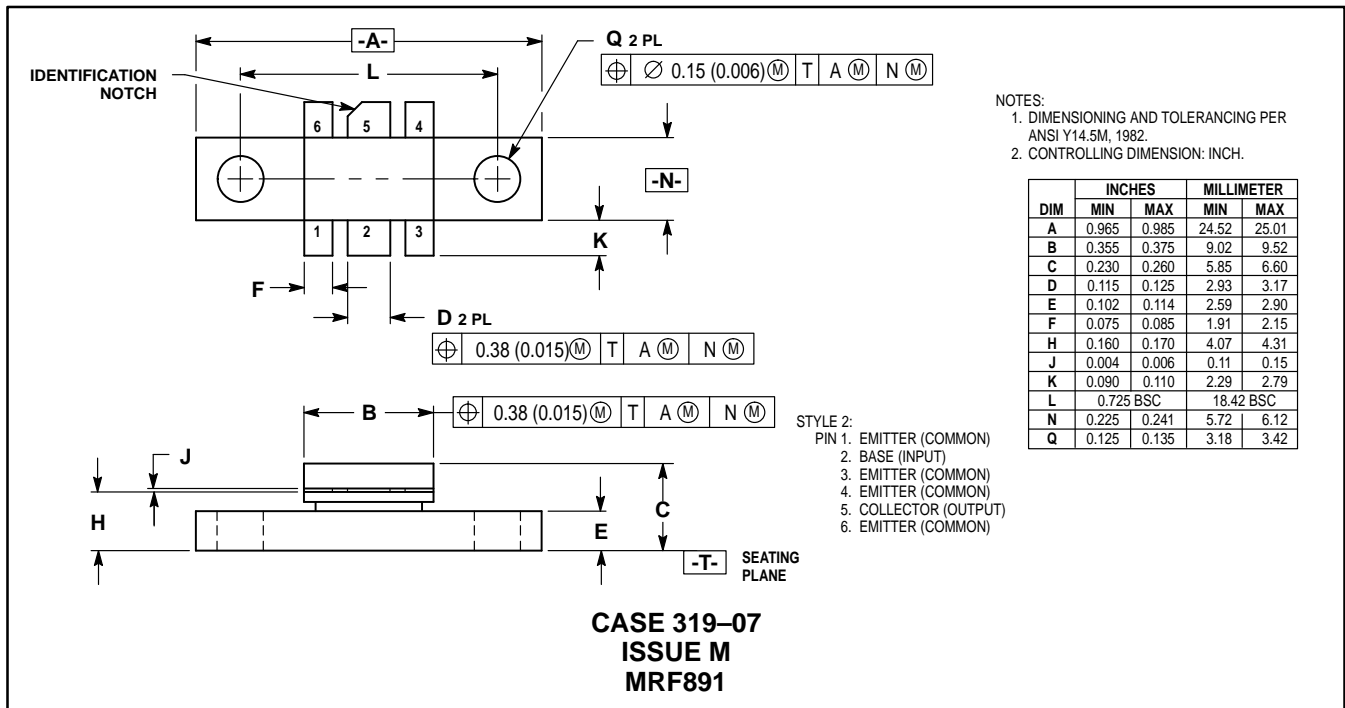 -A-
Q 2 PL
⌖ ∅ 0.15 (0.006) Ⓜ T A Ⓜ N Ⓜ
IDENTIFICATION
NOTCH
L
6 5 4
-N-
1 2 3
K
F
D 2 PL
⌖ 0.38 (0.015) Ⓜ T A Ⓜ N Ⓜ
B
⌖ 0.38 (0.015) Ⓜ T A Ⓜ N Ⓜ
J
H
C
E
-T-
SEATING
PLANE
NOTES:
1. DIMENSIONING AND TOLERANCING PER
ANSI Y14.5M, 1982.
2. CONTROLLING DIMENSION: INCH.
INCHES MILLIMETER
DIM MIN MAX MIN MAX
A 0.965 0.985 24.52 25.01
B 0.355 0.375 9.02 9.52
C 0.230 0.260 5.85 6.60
D 0.115 0.125 2.93 3.17
E 0.102 0.114 2.59 2.90
F 0.075 0.085 1.91 2.15
H 0.160 0.170 4.07 4.31
J 0.004 0.006 0.11 0.15
K 0.090 0.110 2.29 2.79
L 0.725 BSC 18.42 BSC
N 0.225 0.241 5.72 6.12
Q 0.125 0.135 3.18 3.42
STYLE 2:
PIN 1. EMITTER (COMMON)
2. BASE (INPUT)
3. EMITTER (COMMON)
4. EMITTER (COMMON)
5. COLLECTOR (OUTPUT)
6. EMITTER (COMMON)
CASE 319–07
ISSUE M
MRF891